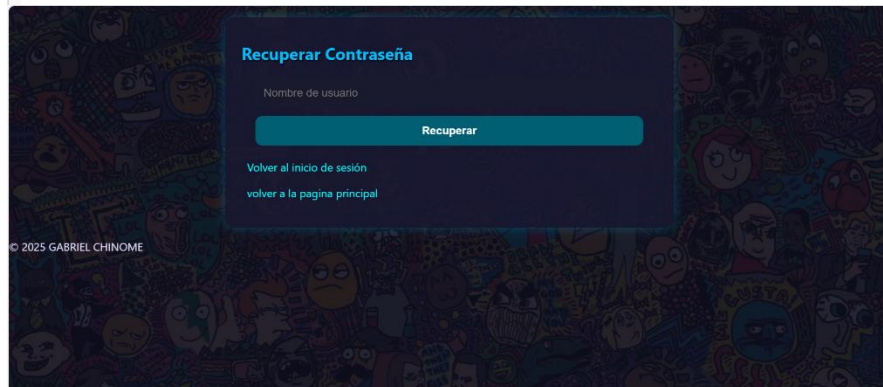 Recuperar Contraseña
Nombre de usuario
Recuperar
Volver al inicio de sesión
volver a la pagina principal
© 2025 GABRIEL CHINOME